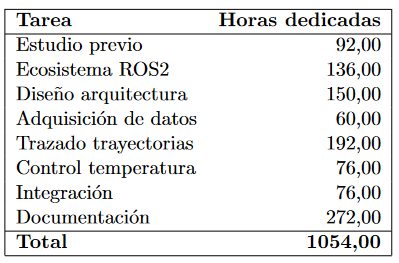 Tarea Horas dedicadas
Estudio previo 92,00
Ecosistema ROS2 136,00
Diseño arquitectura 150,00
Adquisición de datos 60,00
Trazado trayectorias 192,00
Control temperatura 76,00
Integración 76,00
Documentación 272,00
Total 1054,00